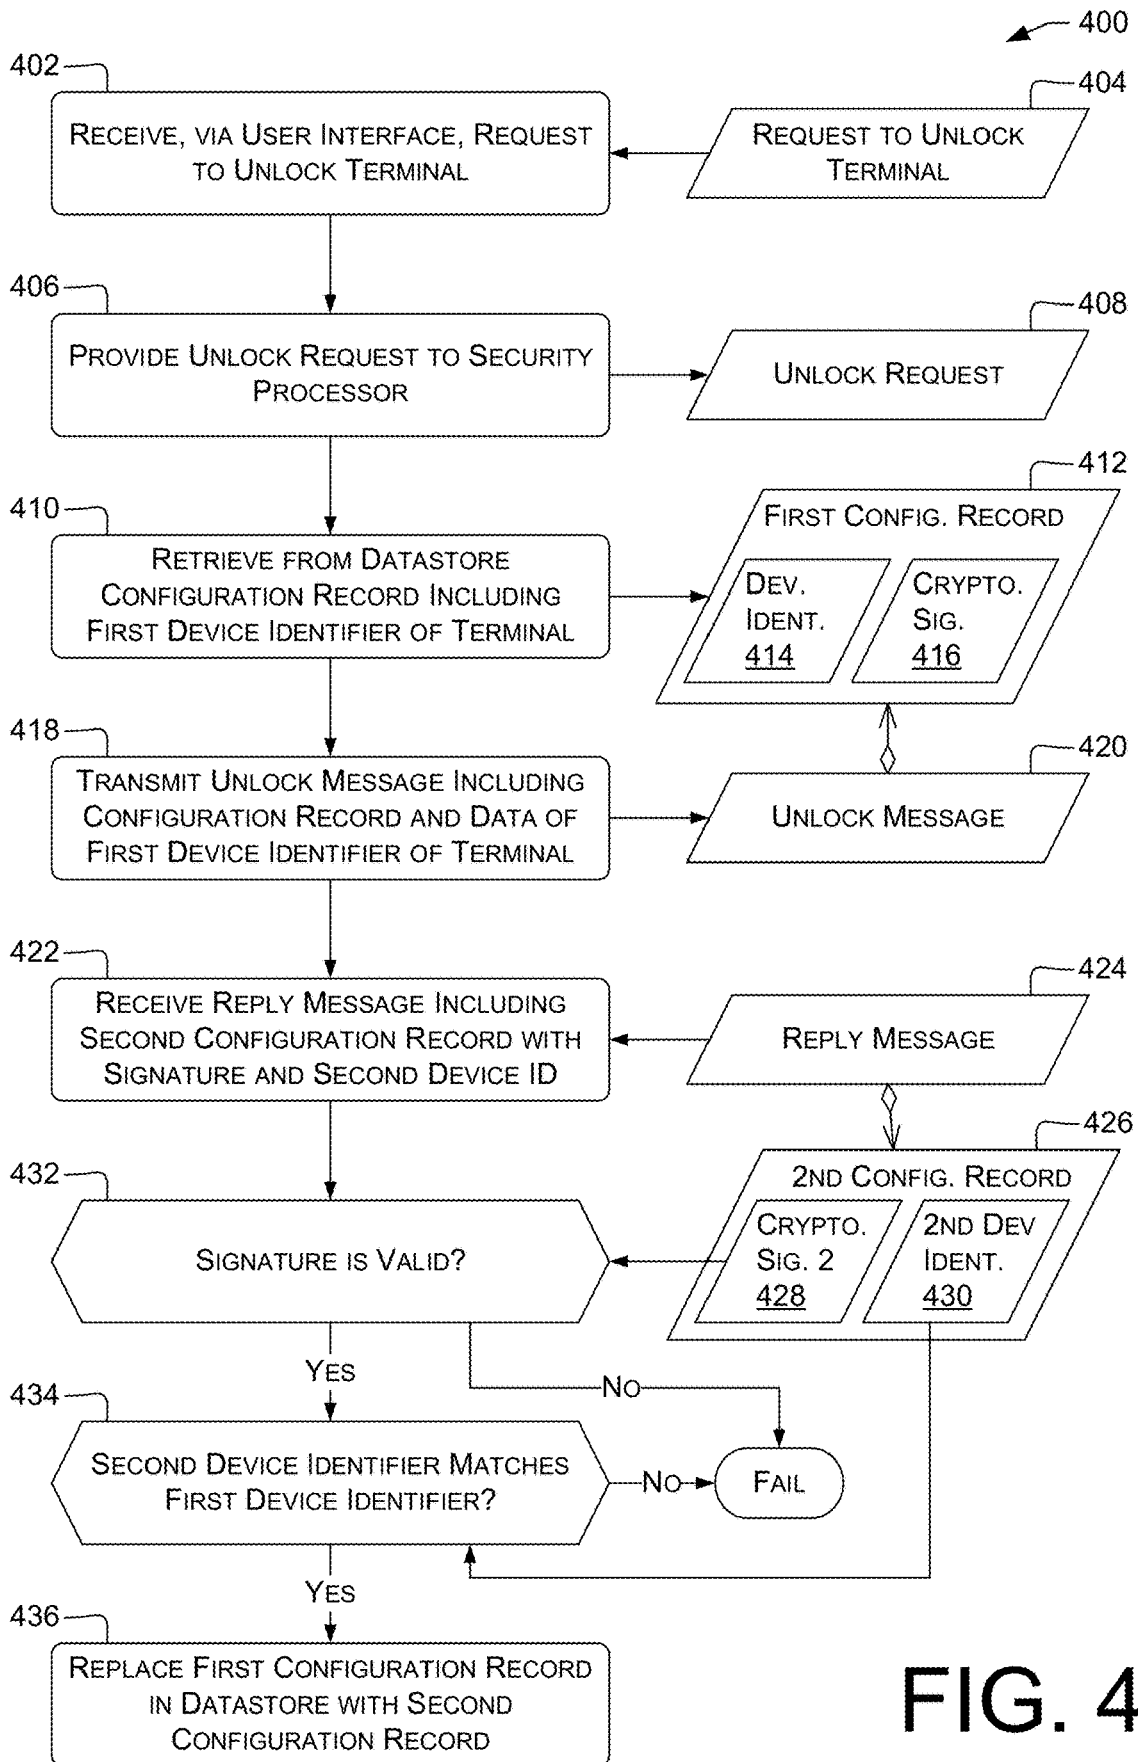 400
402
404
RECEIVE, VIA USER INTERFACE, REQUEST
TO UNLOCK TERMINAL
REQUEST TO UNLOCK
TERMINAL
406
408
PROVIDE UNLOCK REQUEST TO SECURITY
PROCESSOR
UNLOCK REQUEST
410
412
RETRIEVE FROM DATASTORE
CONFIGURATION RECORD INCLUDING
FIRST DEVICE IDENTIFIER OF TERMINAL
FIRST CONFIG. RECORD
DEV.
IDENT.
414
CRYPTO.
SIG.
416
418
420
TRANSMIT UNLOCK MESSAGE INCLUDING
CONFIGURATION RECORD AND DATA OF
FIRST DEVICE IDENTIFIER OF TERMINAL
UNLOCK MESSAGE
422
424
RECEIVE REPLY MESSAGE INCLUDING
SECOND CONFIGURATION RECORD WITH
SIGNATURE AND SECOND DEVICE ID
REPLY MESSAGE
426
432
2ND CONFIG. RECORD
SIGNATURE IS VALID?
CRYPTO.
SIG. 2
428
2ND DEV
IDENT.
430
YES
NO
434
SECOND DEVICE IDENTIFIER MATCHES
FIRST DEVICE IDENTIFIER?
NO
FAIL
YES
436
REPLACE FIRST CONFIGURATION RECORD
IN DATASTORE WITH SECOND
CONFIGURATION RECORD
FIG. 4